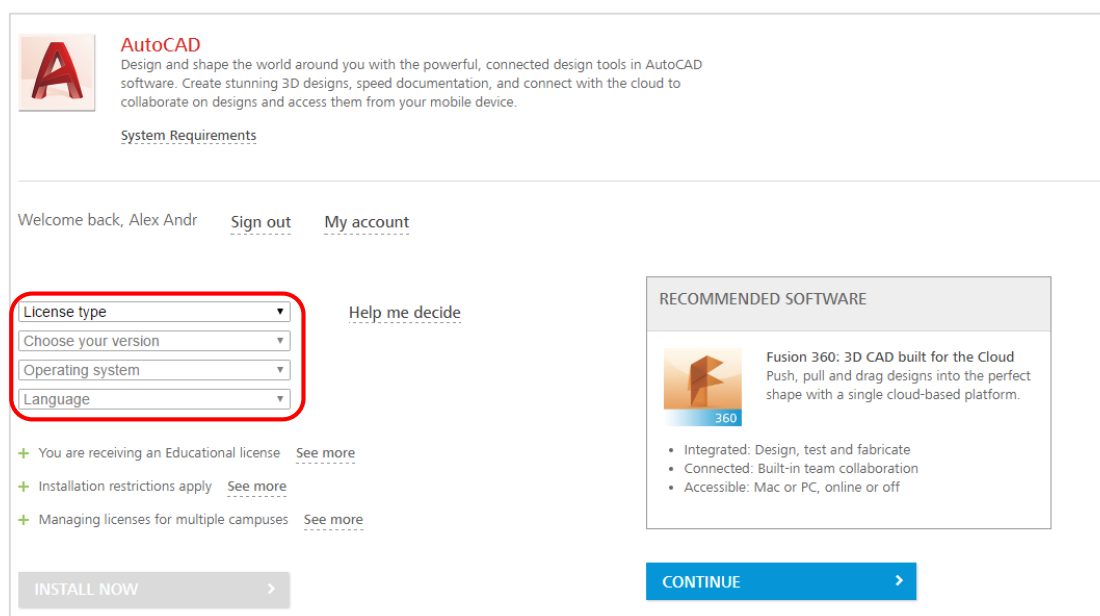 AutoCAD
Design and shape the world around you with the powerful, connected design tools in AutoCAD
software. Create stunning 3D designs, speed documentation, and connect with the cloud to
collaborate on designs and access them from your mobile device.
System Requirements
Welcome back, Alex Andr Sign out My account
License type Help me decide
Choose your version
Operating system
Language
+ You are receiving an Educational license See more
+ Installation restrictions apply See more
+ Managing licenses for multiple campuses See more
INSTALL NOW
RECOMMENDED SOFTWARE
360
Fusion 360: 3D CAD built for the Cloud
Push, pull and drag designs into the perfect
shape with a single cloud-based platform.
• Integrated: Design, test and fabricate
• Connected: Built-in team collaboration
• Accessible: Mac or PC, online or off
CONTINUE